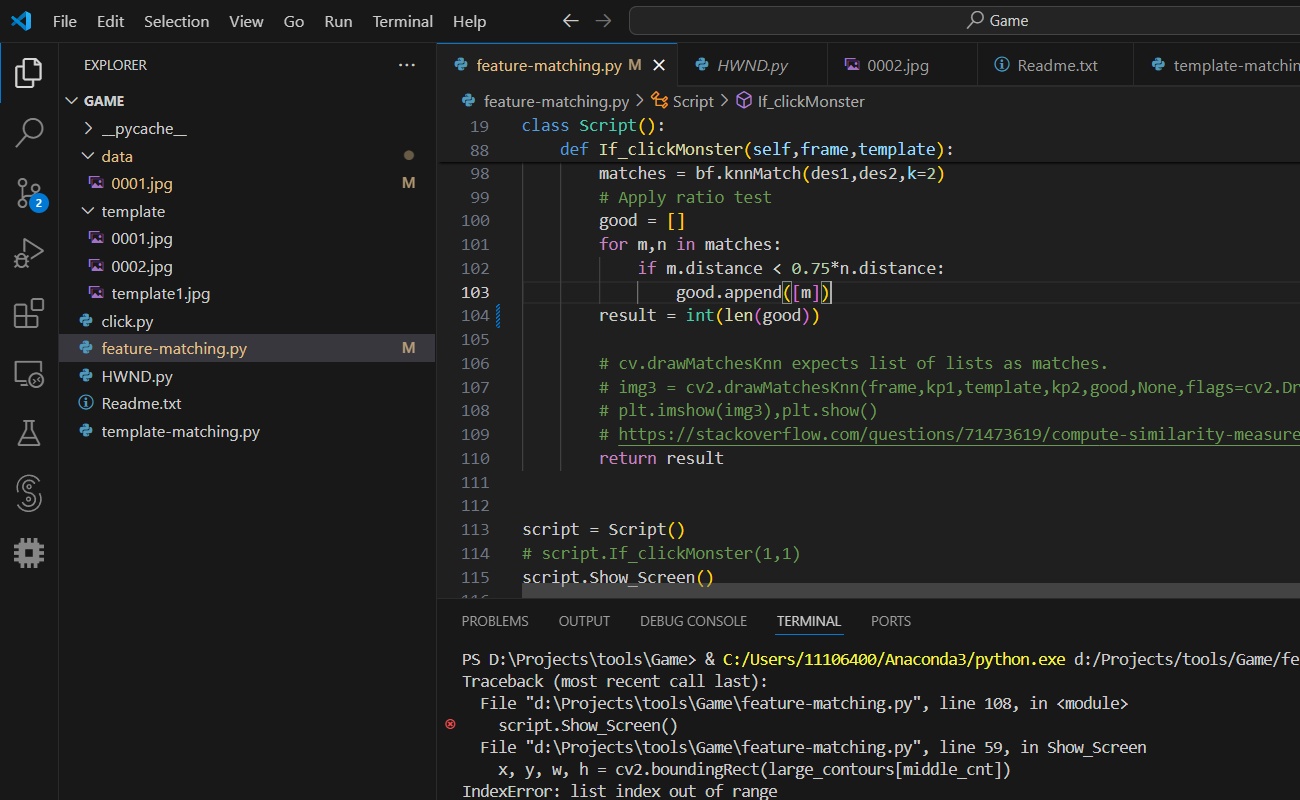 File Edit Selection View Go Run Terminal Help
Game
EXPLORER
GAME
__pycache__
data
0001.jpg M
template
0001.jpg
0002.jpg
template1.jpg
click.py
feature-matching.py M
HWND.py
Readme.txt
template-matching.py
2
feature-matching.py M HWND.py 0002.jpg Readme.txt template-matchin
feature-matching.py > Script > If_clickMonster
19 class Script():
88 def If_clickMonster(self,frame,template):
98 matches = bf.knnMatch(des1,des2,k=2)
99 # Apply ratio test
100 good = []
101 for m,n in matches:
102 if m.distance < 0.75*n.distance:
103 good.append([m])
104 result = int(len(good))
105
106 # cv.drawMatchesKnn expects list of lists as matches.
107 # img3 = cv2.drawMatchesKnn(frame,kp1,template,kp2,good,None,flags=cv2.Dr
108 # plt.imshow(img3),plt.show()
109 # https://stackoverflow.com/questions/71473619/compute-similarity-measure
110 return result
111
112
113 script = Script()
114 # script.If_clickMonster(1,1)
115 script.Show_Screen()
PROBLEMS OUTPUT DEBUG CONSOLE TERMINAL PORTS
PS D:\Projects\tools\Game> & C:/Users/11106400/Anaconda3/python.exe d:/Projects/tools/Game/fe
Traceback (most recent call last):
File "d:\Projects\tools\Game\feature-matching.py", line 108, in <module>
script.Show_Screen()
File "d:\Projects\tools\Game\feature-matching.py", line 59, in Show_Screen
x, y, w, h = cv2.boundingRect(large_contours[middle_cnt])
IndexError: list index out of range